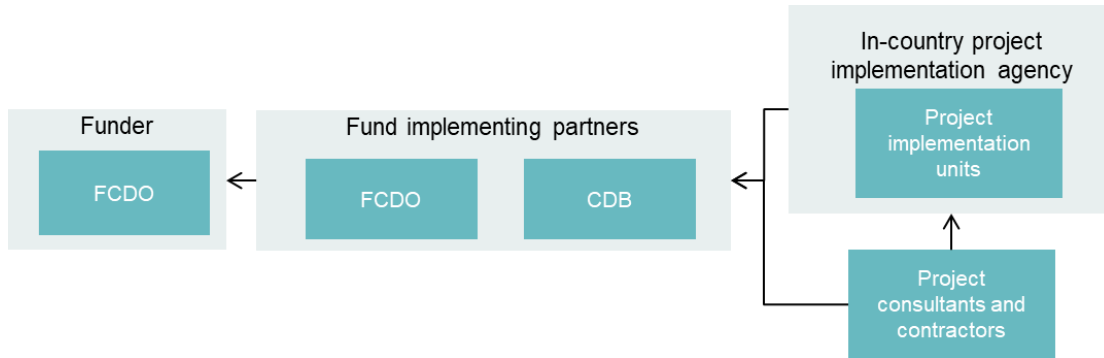 Funder
FCDO
Fund implementing partners
FCDO
CDB
In-country project
implementation agency
Project
implementation
units
Project
consultants and
contractors